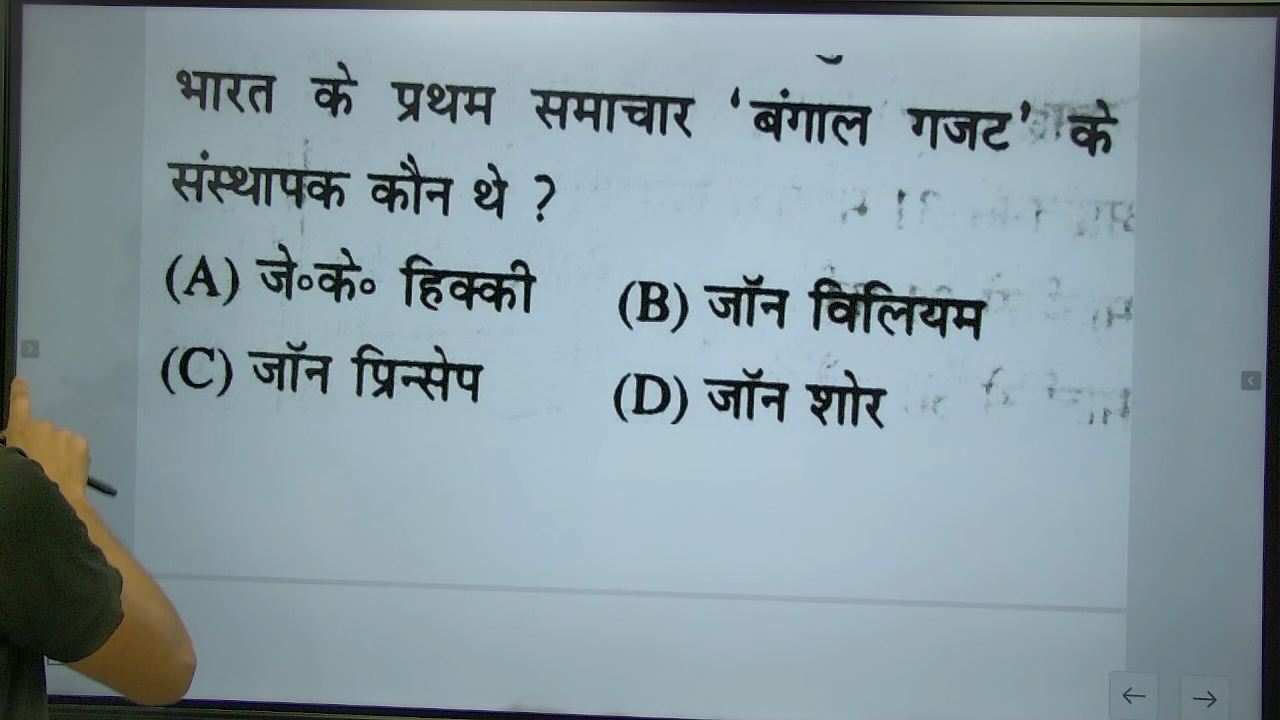 भारत के प्रथम समाचार ‘बंगाल गजट’ के
संस्थापक कौन थे ?
(A) जे०के० हिक्की (B) जॉन विलियम
(C) जॉन प्रिन्सेप (D) जॉन शोर